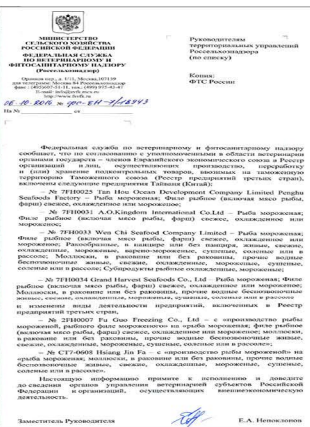 МИНИСТЕРСТВО
СЕЛЬСКОГО ХОЗЯЙСТВА
РОССИЙСКОЙ ФЕДЕРАЦИИ
ФЕДЕРАЛЬНАЯ СЛУЖБА
ПО ВЕТЕРИНАРНОМУ И
ФИТОСАНИТАРНОМУ НАДЗОРУ
(Россельхознадзор)
Руководителям
территориальных управлений
Россельхознадзора
(по списку)
Копия:
ФТС России
Федеральная служба по ветеринарному и фитосанитарному надзору
сообщает, что по согласованию с уполномоченными в области ветеринарии
органами государств – членов Евразийского экономического союза в Реестр
организаций и лиц, осуществляющих производство, переработку
и (или) хранение подконтрольных товаров, ввозимых на таможенную
территорию Таможенного союза (Реестр предприятий третьих стран),
включены следующие предприятия Тайваня (Китай):
– № 7FH0025 Tan Hou Ocean Development Company Limited Penghu
Seafoods Factory – Рыба мороженая; Филе рыбное (включая мясо рыбы,
фарш) свежее, охлажденное или мороженое;
– № 7FH0031 A.O.Kingdom International Co.Ltd – Рыба мороженая;
Филе рыбное (включая мясо рыбы, фарш) свежее, охлажденное или
мороженое;
– № 7FH0033 Wen Chi Seafood Company Limited – Рыба мороженая;
Филе рыбное (включая мясо рыбы, фарш) свежее, охлажденное или
мороженое; Ракообразные, в панцире или без панциря, живые, свежие,
охлажденные, мороженые, сушеные, соленые или в
рассоле; Моллюски, в раковине или без раковины, прочие водные
беспозвоночные живые, свежие, охлажденные, мороженые, сушеные,
соленые или в рассоле; Субпродукты рыбные охлажденные, мороженые;
– № 7FH0034 Grand Harvest Seafoods Co., Ltd – Рыба мороженая; Филе
рыбное (включая мясо рыбы, фарш) свежее, охлажденное или мороженое;
Моллюски, в раковине или без раковины, прочие водные беспозвоночные
живые, свежие, охлажденные, мороженые, сушеные, соленые или в рассоле
и изменены виды деятельности предприятий, включенных в Реестр
предприятий третьих стран,
– № 2FH0007 Fu Guo Freezing Co., Ltd – с «производство рыбы
мороженой, рыбного филе мороженого» на «рыба мороженая; филе рыбное
(включая мясо рыбы, фарш) свежее, охлажденное или мороженое; моллюски,
в раковине или без раковины, прочие водные беспозвоночные живые,
свежие, охлажденные, мороженые, сушеные, соленые или в рассоле»;
– № CT7-0608 Hsiang Jin Fa – с «производство рыбы мороженой» на
«рыба мороженая; моллюски, в раковине или без раковины, прочие водные
беспозвоночные живые, свежие, охлажденные, мороженые, сушеные,
соленые или в рассоле».
Настоящую информацию примите к исполнению и доведите
до сведения органов управления ветеринарией субъектов Российской
Федерации и организаций, осуществляющих внешнеэкономическую
деятельность.
Заместитель Руководителя
Е.А. Непоклонов